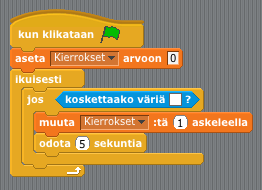 kun klikataan
aseta Kierrokset arvoon 0
ikuisesti
jos koskettaako väriä ?
muuta Kierrokset :tä 1 askeleella
odota 5 sekuntia